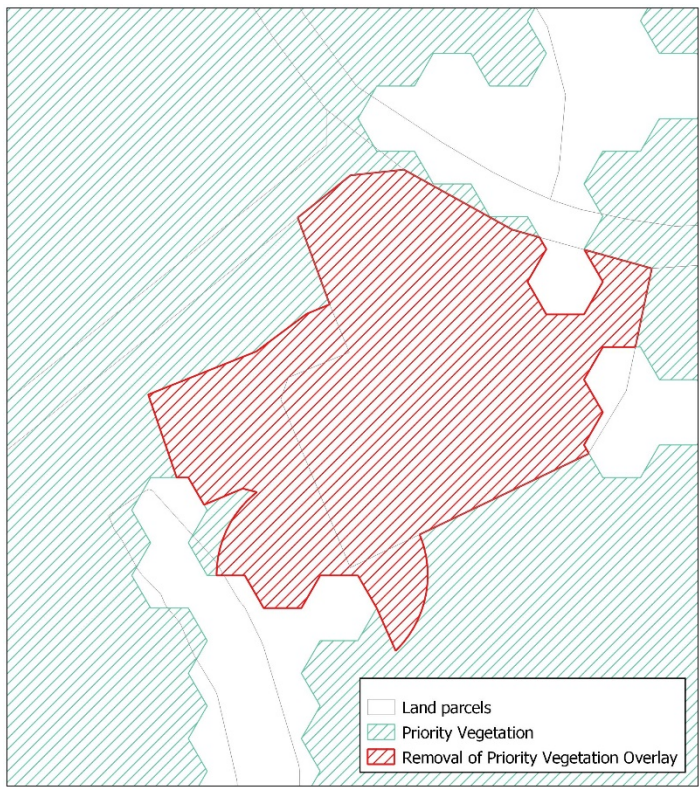 Land parcels
Priority Vegetation
Removal of Priority Vegetation Overlay